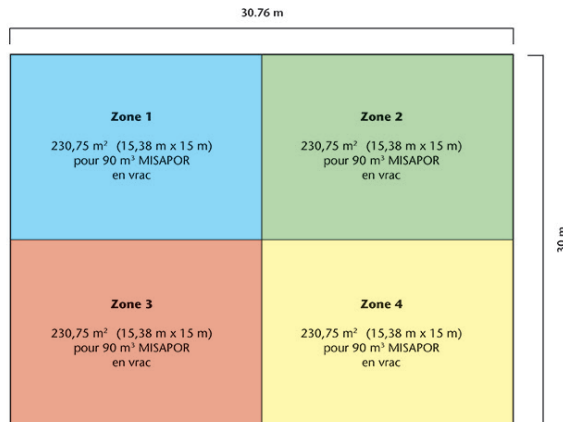 30.76 m
Zone 1
230,75 m² (15,38 m x 15 m)
pour 90 m³ MISAPOR
en vrac
Zone 2
230,75 m² (15,38 m x 15 m)
pour 90 m³ MISAPOR
en vrac
30 m
Zone 3
230,75 m² (15,38 m x 15 m)
pour 90 m³ MISAPOR
en vrac
Zone 4
230,75 m² (15,38 m x 15 m)
pour 90 m³ MISAPOR
en vrac